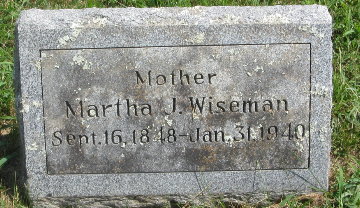 Mother
Martha J. Wiseman
Sept. 16, 1848 - Jan. 31, 1940